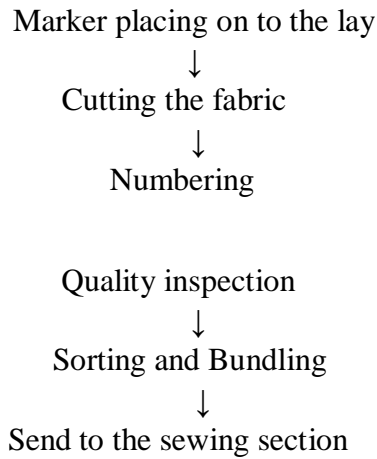 Marker placing on to the lay
↓
Cutting the fabric
↓
Numbering
Quality inspection
↓
Sorting and Bundling
↓
Send to the sewing section